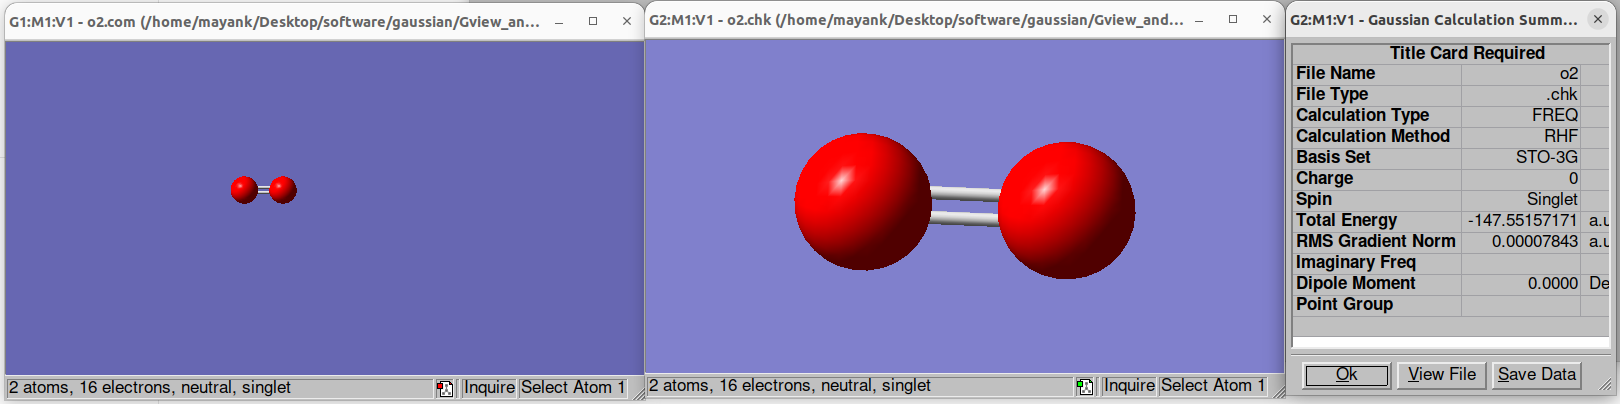 G1:M1:V1 - o2.com (/home/mayank/Desktop/software/gaussian/Gview_an...
2 atoms, 16 electrons, neutral, singlet
Inquire
Select Atom 1
G2:M1:V1 - o2.chk (/home/mayank/Desktop/software/gaussian/Gview_and...
2 atoms, 16 electrons, neutral, singlet
Inquire
Select Atom 1
G2:M1:V1 - Gaussian Calculation Summ...
Title Card Required
File Name o2
File Type .chk
Calculation Type FREQ
Calculation Method RHF
Basis Set STO-3G
Charge 0
Spin Singlet
Total Energy -147.55157171 a.u
RMS Gradient Norm 0.00007843 a.u
Imaginary Freq
Dipole Moment 0.0000 De
Point Group
Ok View File Save Data